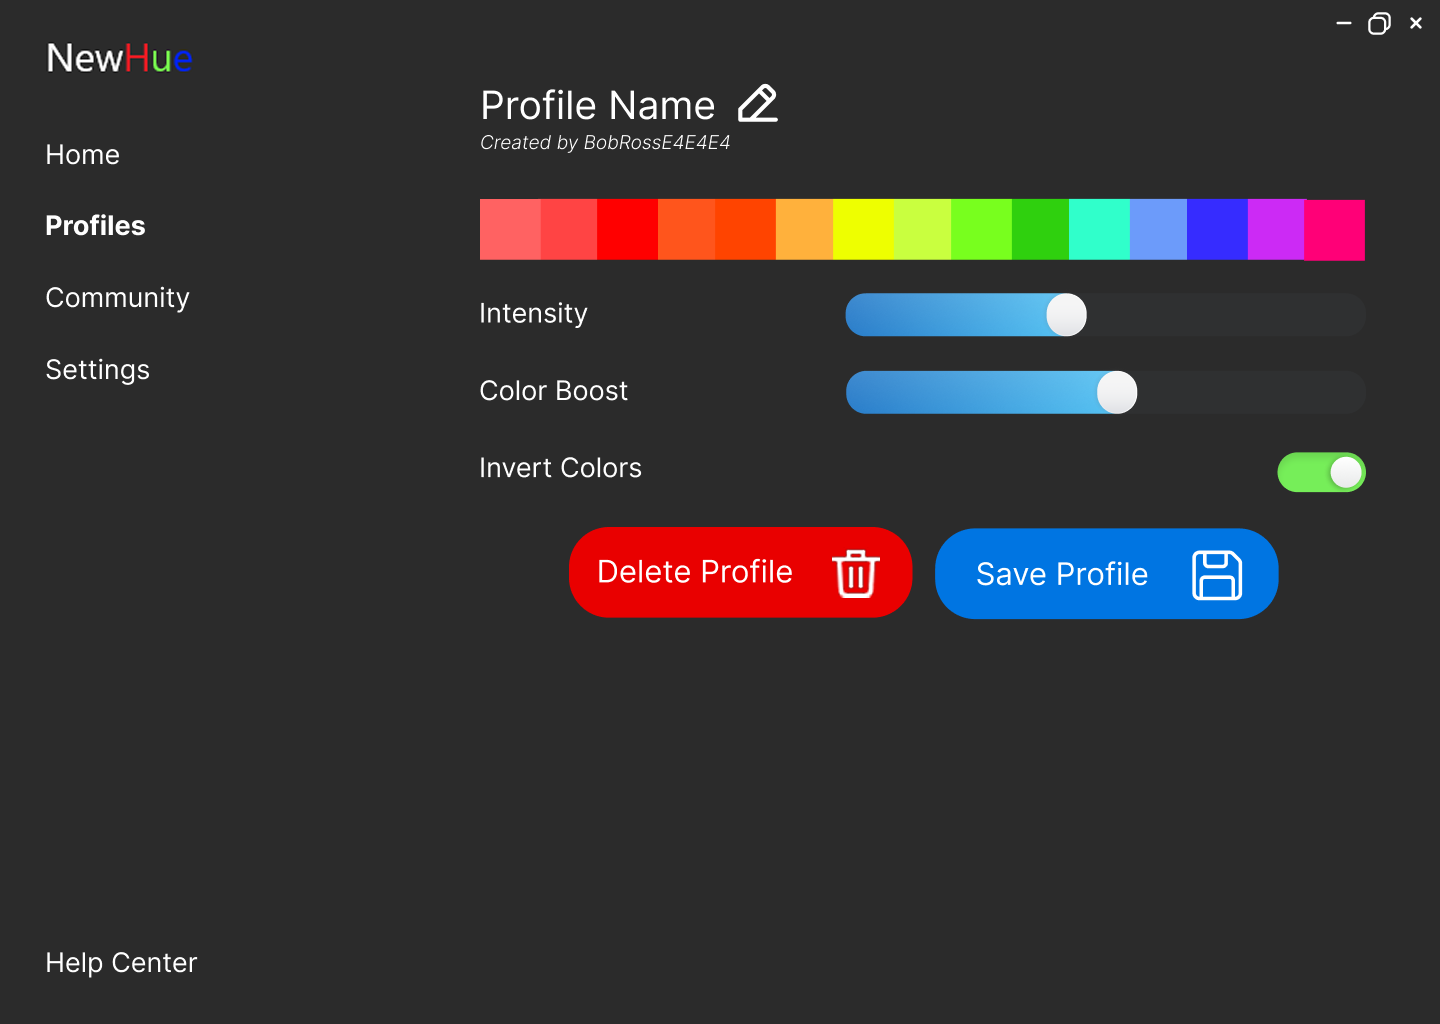 NewHue
Home
Profiles
Community
Settings
Help Center
Profile Name
Created by BobRossE4E4E4
Intensity
Color Boost
Invert Colors
Delete Profile
Save Profile